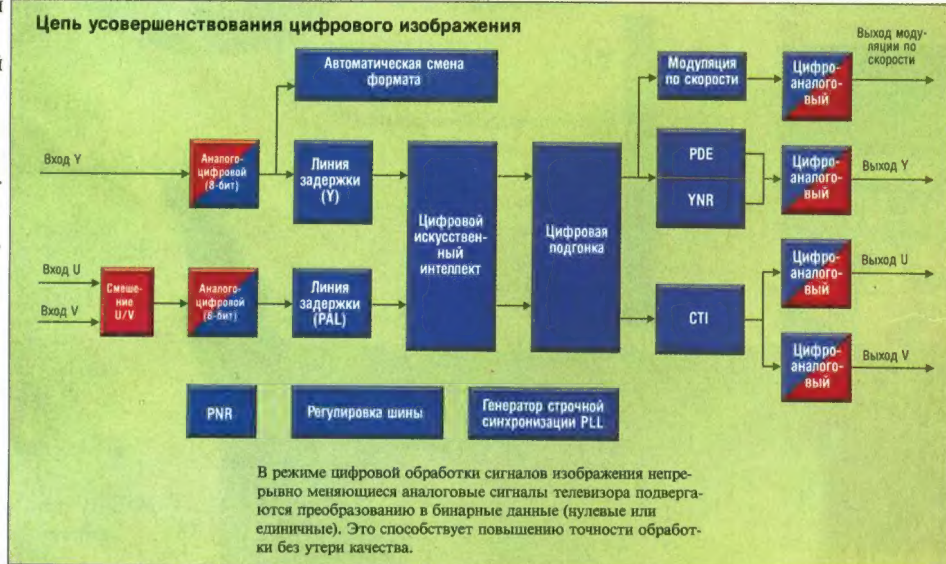 Цепь усовершенствования цифрового изображения
Автоматическая смена
формата
Модуляция
по скорости
Цифро-
аналого-
вый
Выход моду-
ляции по
скорости
Вход Y
Аналого-
цифровой
(8-бит)
Линия
задержки
(Y)
Цифровой
искусствен-
ный
интеллект
Цифровая
подгонка
PDE
YNR
Цифро-
аналого-
вый
Выход Y
Вход U
Вход V
Смеше-
ние
U/V
Аналого-
цифровой
(8-бит)
Линия
задержки
(PAL)
CTI
Цифро-
аналого-
вый
Выход U
Цифро-
аналого-
вый
Выход V
PNR
Регулировка шины
Генератор строчной
синхронизации PLL
В режиме цифровой обработки сигналов изображения непре-
рывно меняющиеся аналоговые сигналы телевизора подверга-
ются преобразованию в бинарные данные (нулевые или
единичные). Это способствует повышению точности обработ-
ки без утери качества.